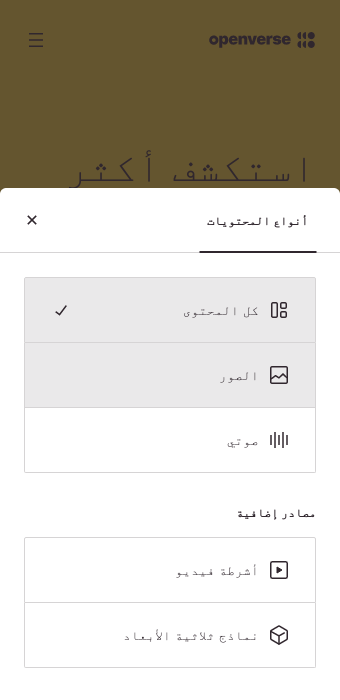 openverse
استكشف أكثر
أنواع المحتويات
كل المحتوى
الصور
صوتي
مصادر إضافية
أشرطة فيديو
نماذج ثلاثية الأبعاد